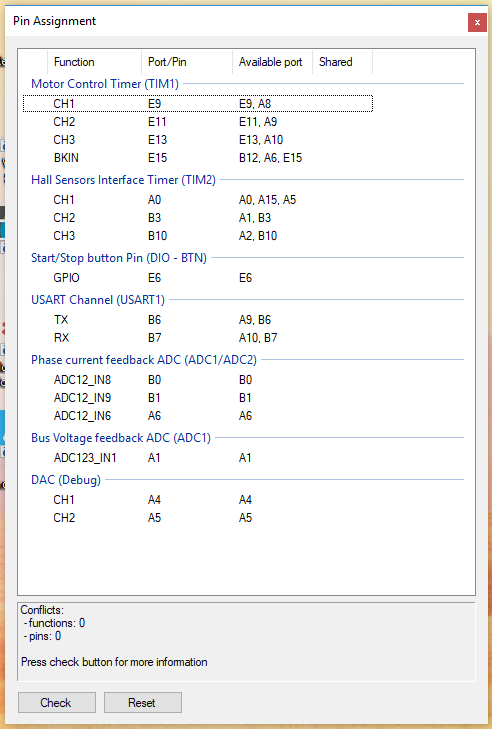 Pin Assignment
x
Function Port/Pin Available port Shared
Motor Control Timer (TIM1)
CH1 E9 E9, A8
CH2 E11 E11, A9
CH3 E13 E13, A10
BKIN E15 B12, A6, E15
Hall Sensors Interface Timer (TIM2)
CH1 A0 A0, A15, A5
CH2 B3 A1, B3
CH3 B10 A2, B10
Start/Stop button Pin (DIO - BTN)
GPIO E6 E6
USART Channel (USART1)
TX B6 A9, B6
RX B7 A10, B7
Phase current feedback ADC (ADC1/ADC2)
ADC12_IN8 B0 B0
ADC12_IN9 B1 B1
ADC12_IN6 A6 A6
Bus Voltage feedback ADC (ADC1)
ADC123_IN1 A1 A1
DAC (Debug)
CH1 A4 A4
CH2 A5 A5
Conflicts:
- functions: 0
- pins: 0
Press check button for more information
Check Reset